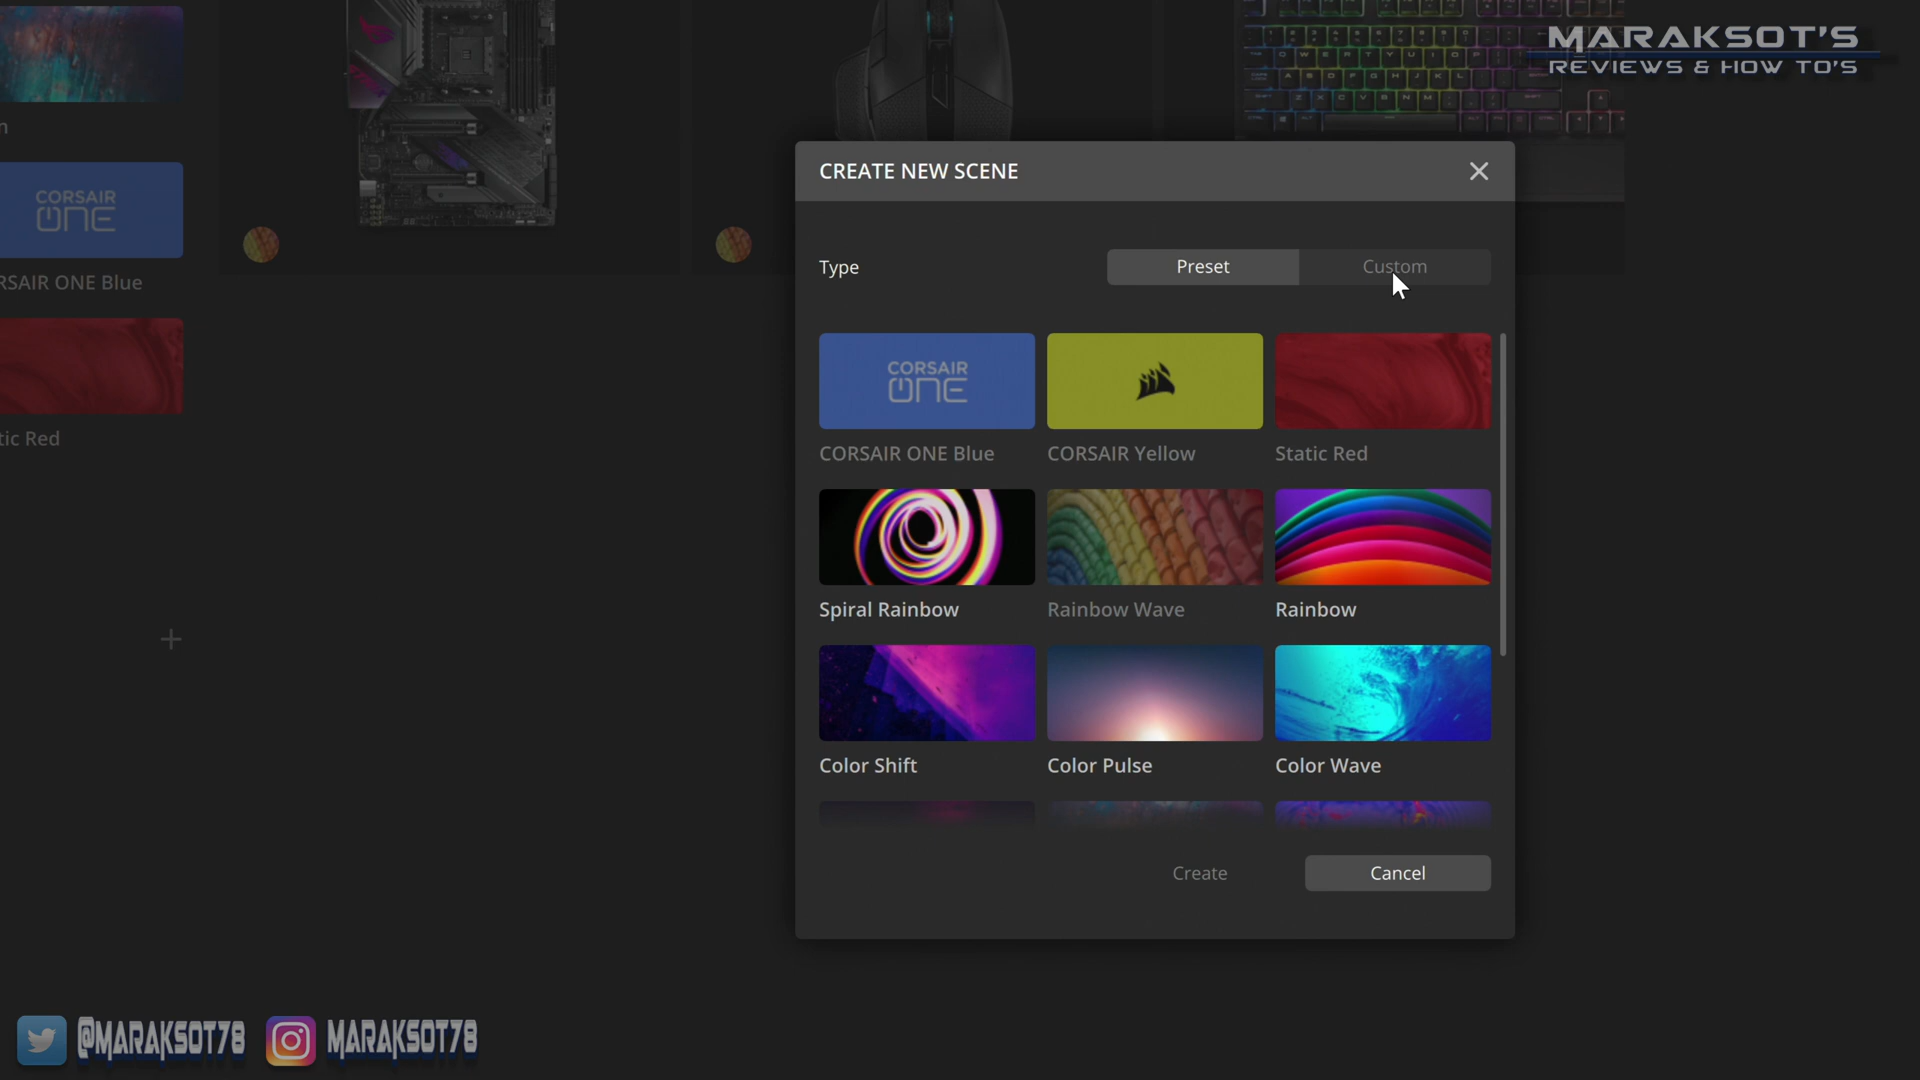 MARAKSOT'S
REVIEWS & HOW TO'S
n
CORSAIR
ONE
RSAIR ONE Blue
tic Red
CREATE NEW SCENE
Type
Preset
Custom
CORSAIR
ONE
CORSAIR ONE Blue
CORSAIR Yellow
Static Red
Spiral Rainbow
Rainbow Wave
Rainbow
Color Shift
Color Pulse
Color Wave
Create
Cancel
@MARAKSOT78
MARAKSOT78